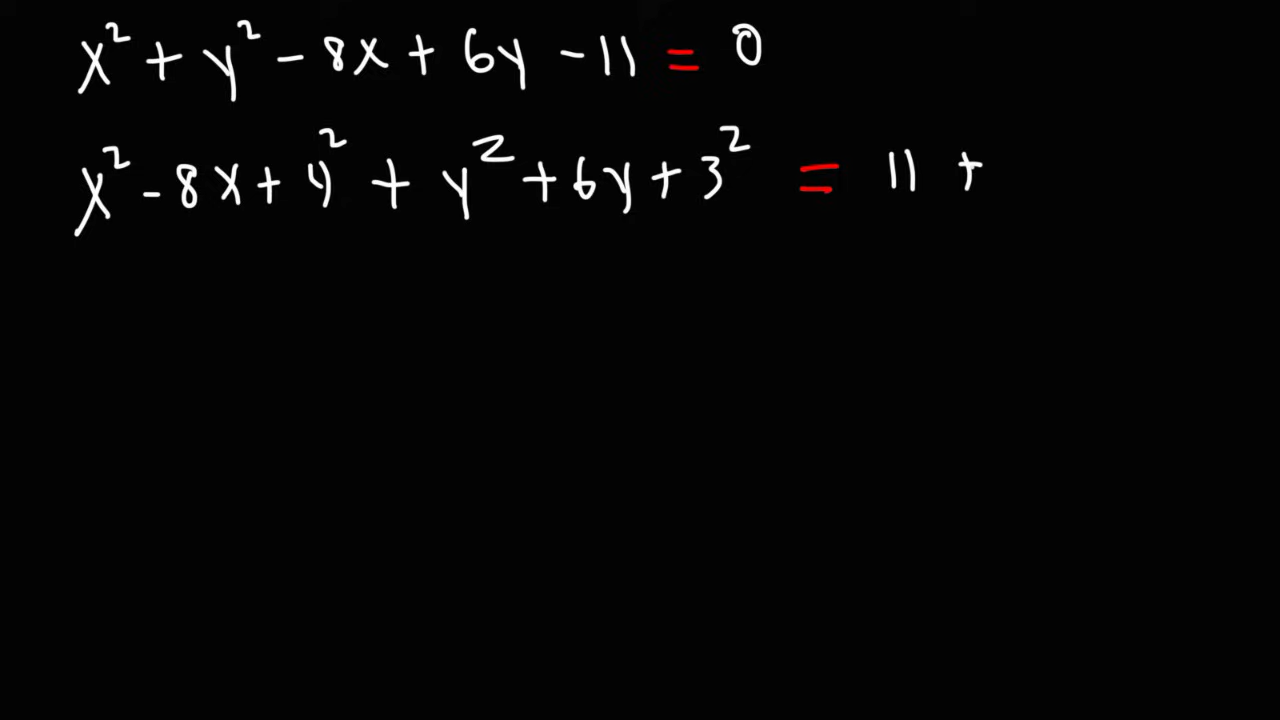 x² + y² - 8x + 6y - 11 = 0
x² - 8x + 4² + y² + 6y + 3² = 11 +